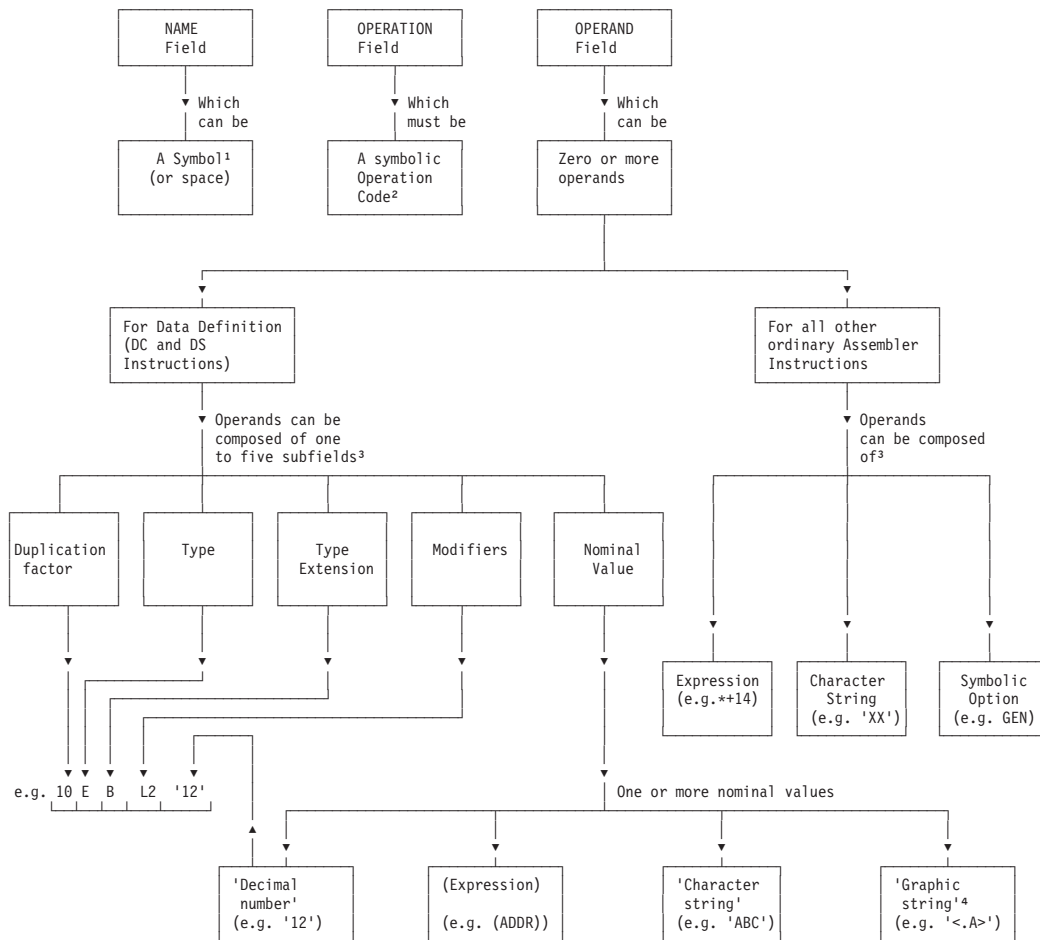 NAME
Field
OPERATION
Field
OPERAND
Field
Which
can be
Which
must be
Which
can be
A Symbol¹
(or space)
A symbolic
Operation
Code²
Zero or more
operands
For Data Definition
(DC and DS
Instructions)
For all other
ordinary Assembler
Instructions
Operands can be
composed of one
to five subfields³
Operands
can be composed
of³
Duplication
factor
Type
Type
Extension
Modifiers
Nominal
Value
Expression
(e.g.*+14)
Character
String
(e.g. 'XX')
Symbolic
Option
(e.g. GEN)
e.g. 10 E B L2 '12'
One or more nominal values
'Decimal
number'
(e.g. '12')
(Expression)
(e.g. (ADDR))
'Character
string'
(e.g. 'ABC')
'Graphic
string'⁴
(e.g. '<.A>')